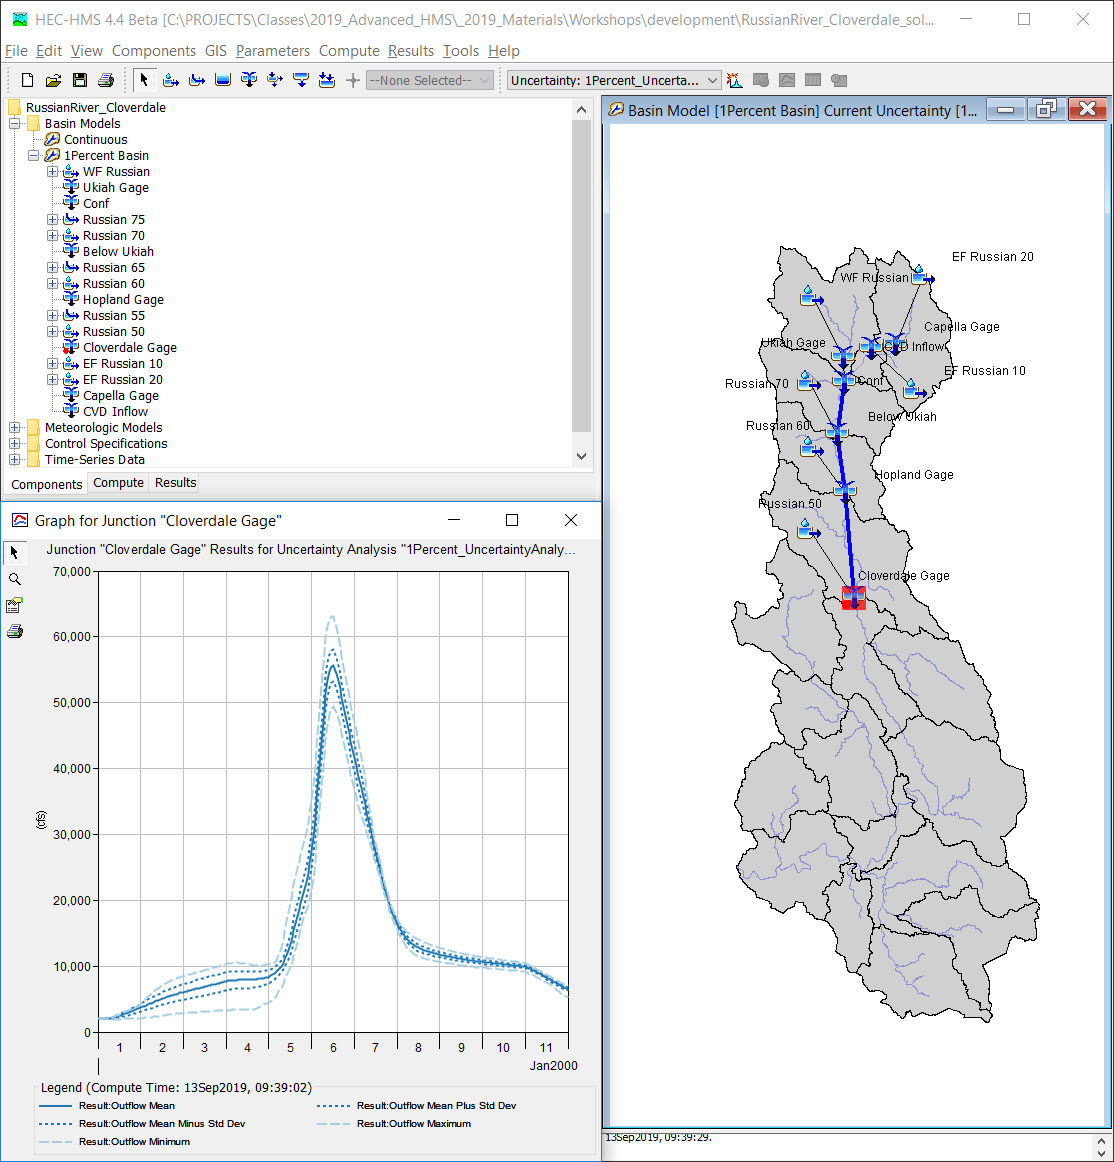 HEC-HMS 4.4 Beta [C:\PROJECTS\Classes\2019_Advanced_HMS\_2019_Materials\Workshops\development\RussianRiver_Cloverdale_sol...
File Edit View Components GIS Parameters Compute Results Tools Help
--None Selected-- Uncertainty: 1Percent_Uncerta...
RussianRiver_Cloverdale
Basin Models
Continuous
1Percent Basin
WF Russian
Ukiah Gage
Conf
Russian 75
Russian 70
Below Ukiah
Russian 65
Russian 60
Hopland Gage
Russian 55
Russian 50
Cloverdale Gage
EF Russian 10
EF Russian 20
Capella Gage
CVD Inflow
Meteorologic Models
Control Specifications
Time-Series Data
Components Compute Results
Basin Model [1Percent Basin] Current Uncertainty [1...
EF Russian 20
WF Russian
Capella Gage
Ukiah Gage
CVD Inflow
EF Russian 10
Russian 70
Conf
Below Ukiah
Russian 60
Hopland Gage
Russian 50
Cloverdale Gage
Graph for Junction "Cloverdale Gage"
Junction "Cloverdale Gage" Results for Uncertainty Analysis "1Percent_UncertaintyAnaly...
70,000
60,000
50,000
40,000
30,000
20,000
10,000
0
(cfs)
1 2 3 4 5 6 7 8 9 10 11
Jan2000
Legend (Compute Time: 13Sep2019, 09:39:02)
Result:Outflow Mean
Result:Outflow Mean Plus Std Dev
Result:Outflow Mean Minus Std Dev
Result:Outflow Maximum
Result:Outflow Minimum
13Sep2019, 09:39:29.